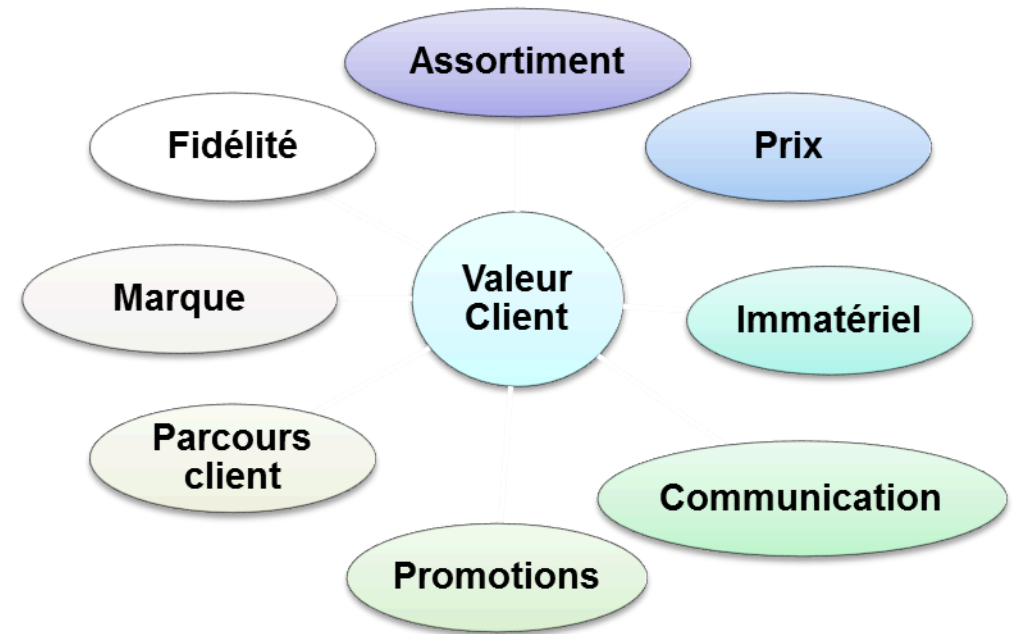 Assortiment
Fidélité
Prix
Valeur
Client
Marque
Immatériel
Parcours
client
Communication
Promotions